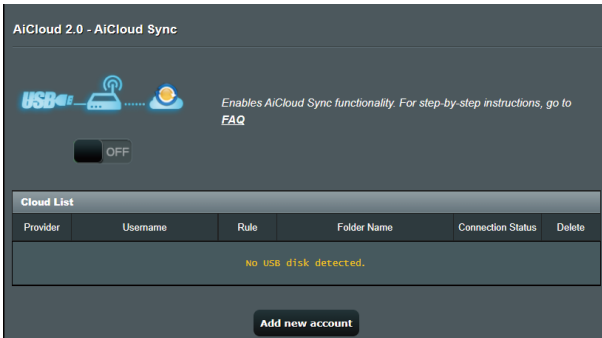 AiCloud 2.0 - AiCloud Sync
USB
Enables AiCloud Sync functionality. For step-by-step instructions, go to
FAQ
OFF
Cloud List
Provider Username Rule Folder Name Connection Status Delete
No USB disk detected.
Add new account